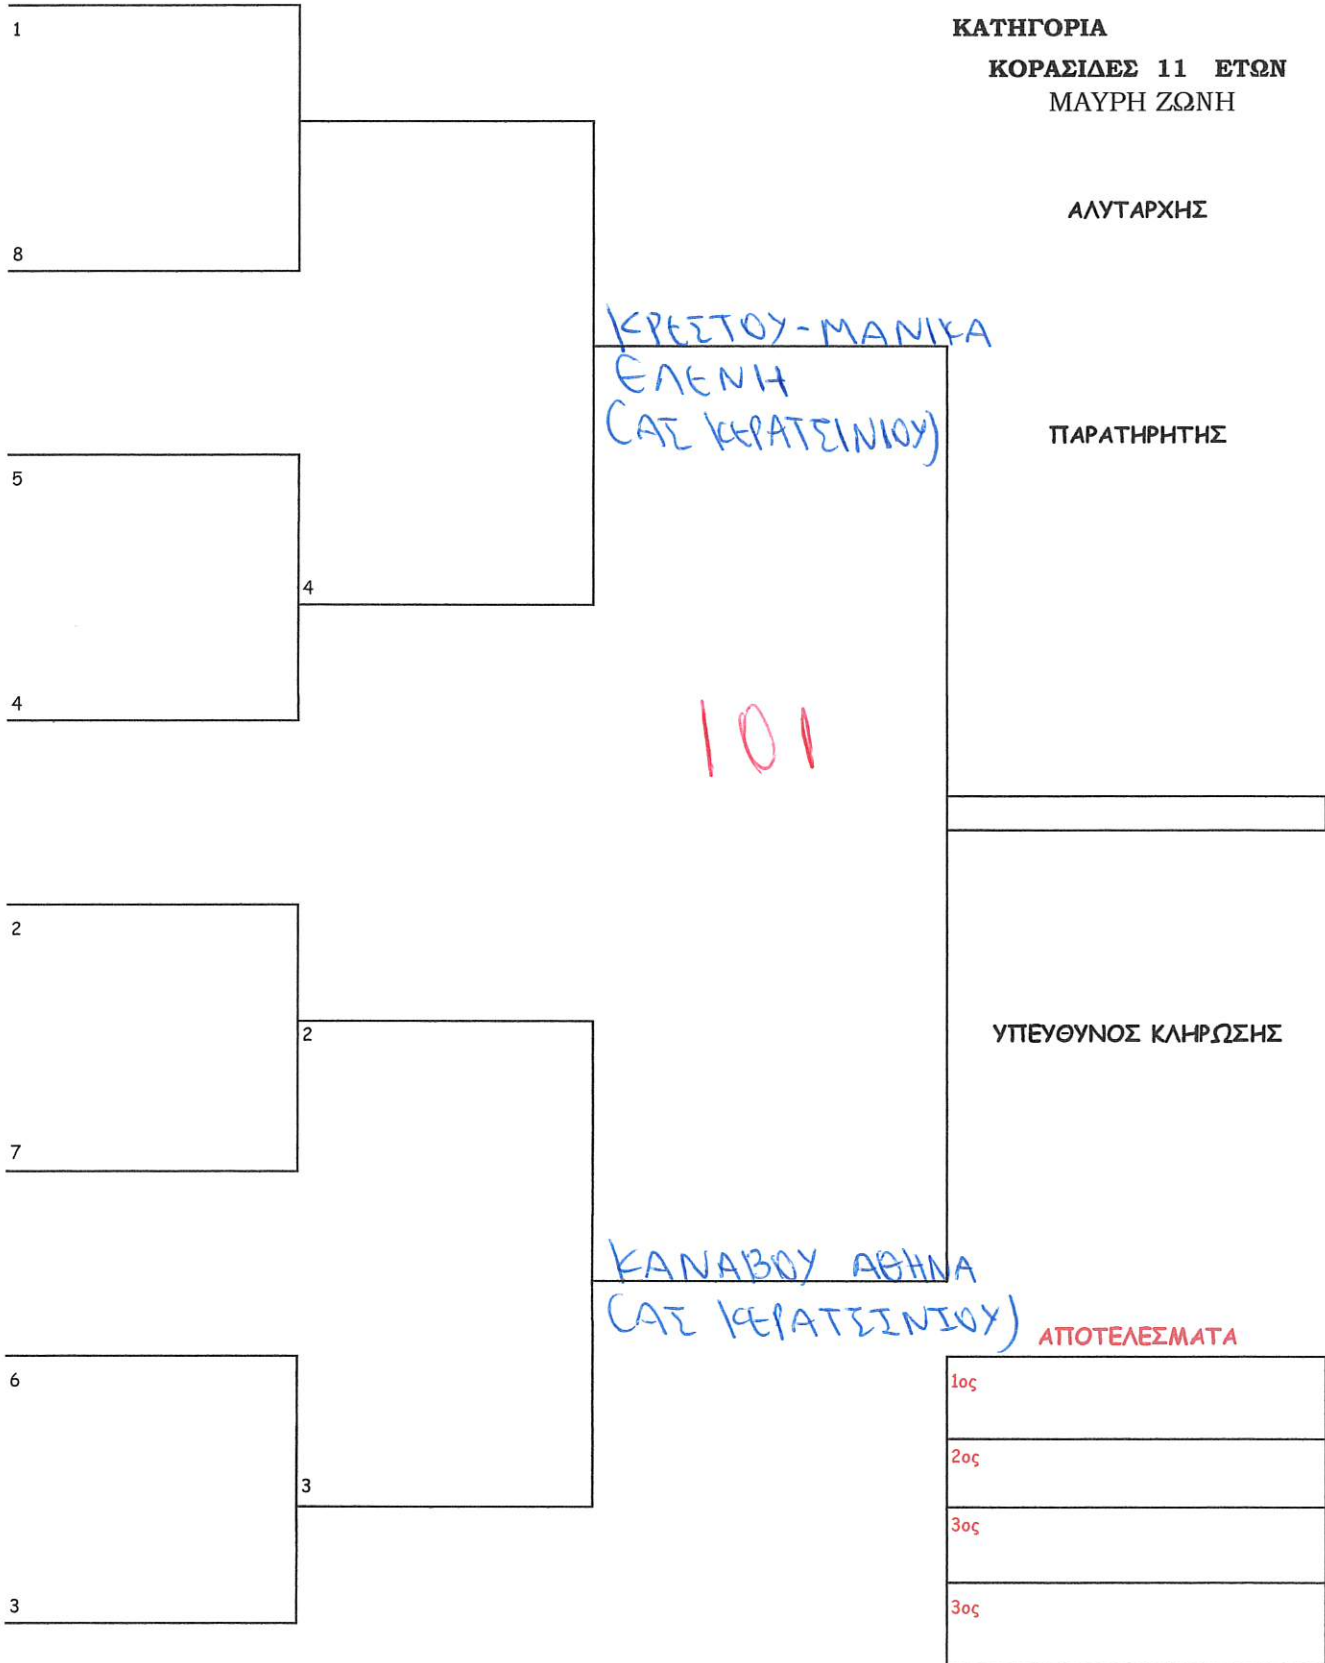 1
ΚΑΤΗΓΟΡΙΑ
ΚΟΡΑΣΙΔΕΣ 11 ΕΤΩΝ
ΜΑΥΡΗ ΖΩΝΗ
ΑΛΥΤΑΡΧΗΣ
8
ΚΡΕΣΤΟΥ-ΜΑΝΙΚΑ
ΕΛΕΝΗ
(ΑΣ ΚΕΡΑΤΣΙΝΙΟΥ)
ΠΑΡΑΤΗΡΗΤΗΣ
5
4
4
101
2
2
ΥΠΕΥΘΥΝΟΣ ΚΛΗΡΩΣΗΣ
7
ΚΑΝΑΒΟΥ ΑΘΗΝΑ
(ΑΣ ΚΕΡΑΤΣΙΝΙΟΥ)
ΑΠΟΤΕΛΕΣΜΑΤΑ
6
1ος
2ος
3
3ος
3
3ος